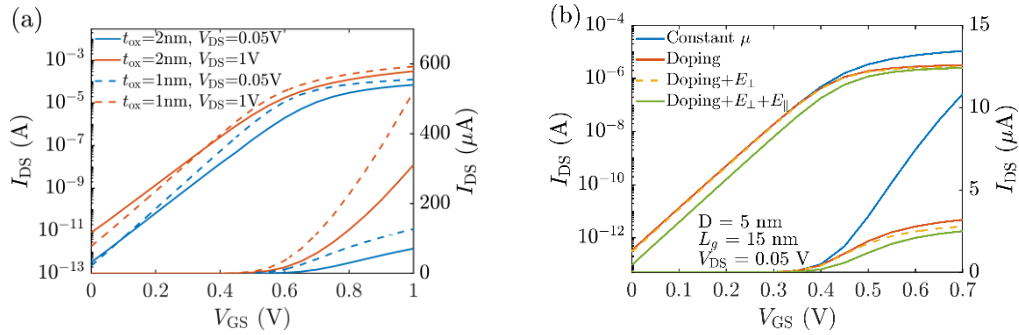 (a)
t_ox=2nm, V_DS=0.05V
t_ox=2nm, V_DS=1V
t_ox=1nm, V_DS=0.05V
t_ox=1nm, V_DS=1V
10^-3
10^-5
10^-7
10^-9
10^-11
10^-13
I_DS (A)
600
400
200
0
I_DS (μA)
0 0.2 0.4 0.6 0.8 1
V_GS (V)
(b)
Constant μ
Doping
Doping+E_⊥
Doping+E_⊥+E_∥
10^-4
10^-6
10^-8
10^-10
10^-12
I_DS (A)
15
10
5
0
I_DS (μA)
D = 5 nm
L_g = 15 nm
V_DS = 0.05 V
0.0 0.1 0.2 0.3 0.4 0.5 0.6 0.7
V_GS (V)